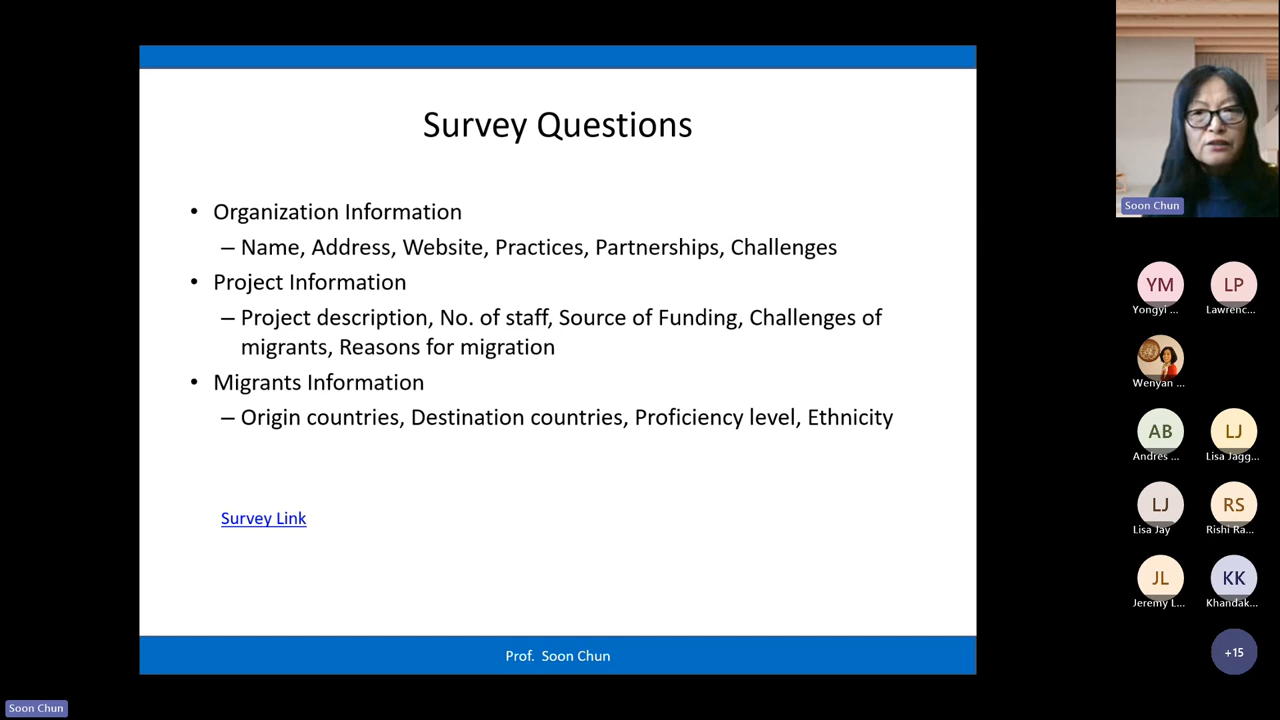 Survey Questions
• Organization Information
– Name, Address, Website, Practices, Partnerships, Challenges
• Project Information
– Project description, No. of staff, Source of Funding, Challenges of
migrants, Reasons for migration
• Migrants Information
– Origin countries, Destination countries, Proficiency level, Ethnicity
Survey Link
Prof. Soon Chun
Soon Chun
YM
Yongyi ...
LP
Lawrenc...
Wenyan ...
AB
Andres ...
LJ
Lisa Jagg...
LJ
Lisa Jay
RS
Rishi Ra...
JL
Jeremy L...
KK
Khandak...
+15
Soon Chun